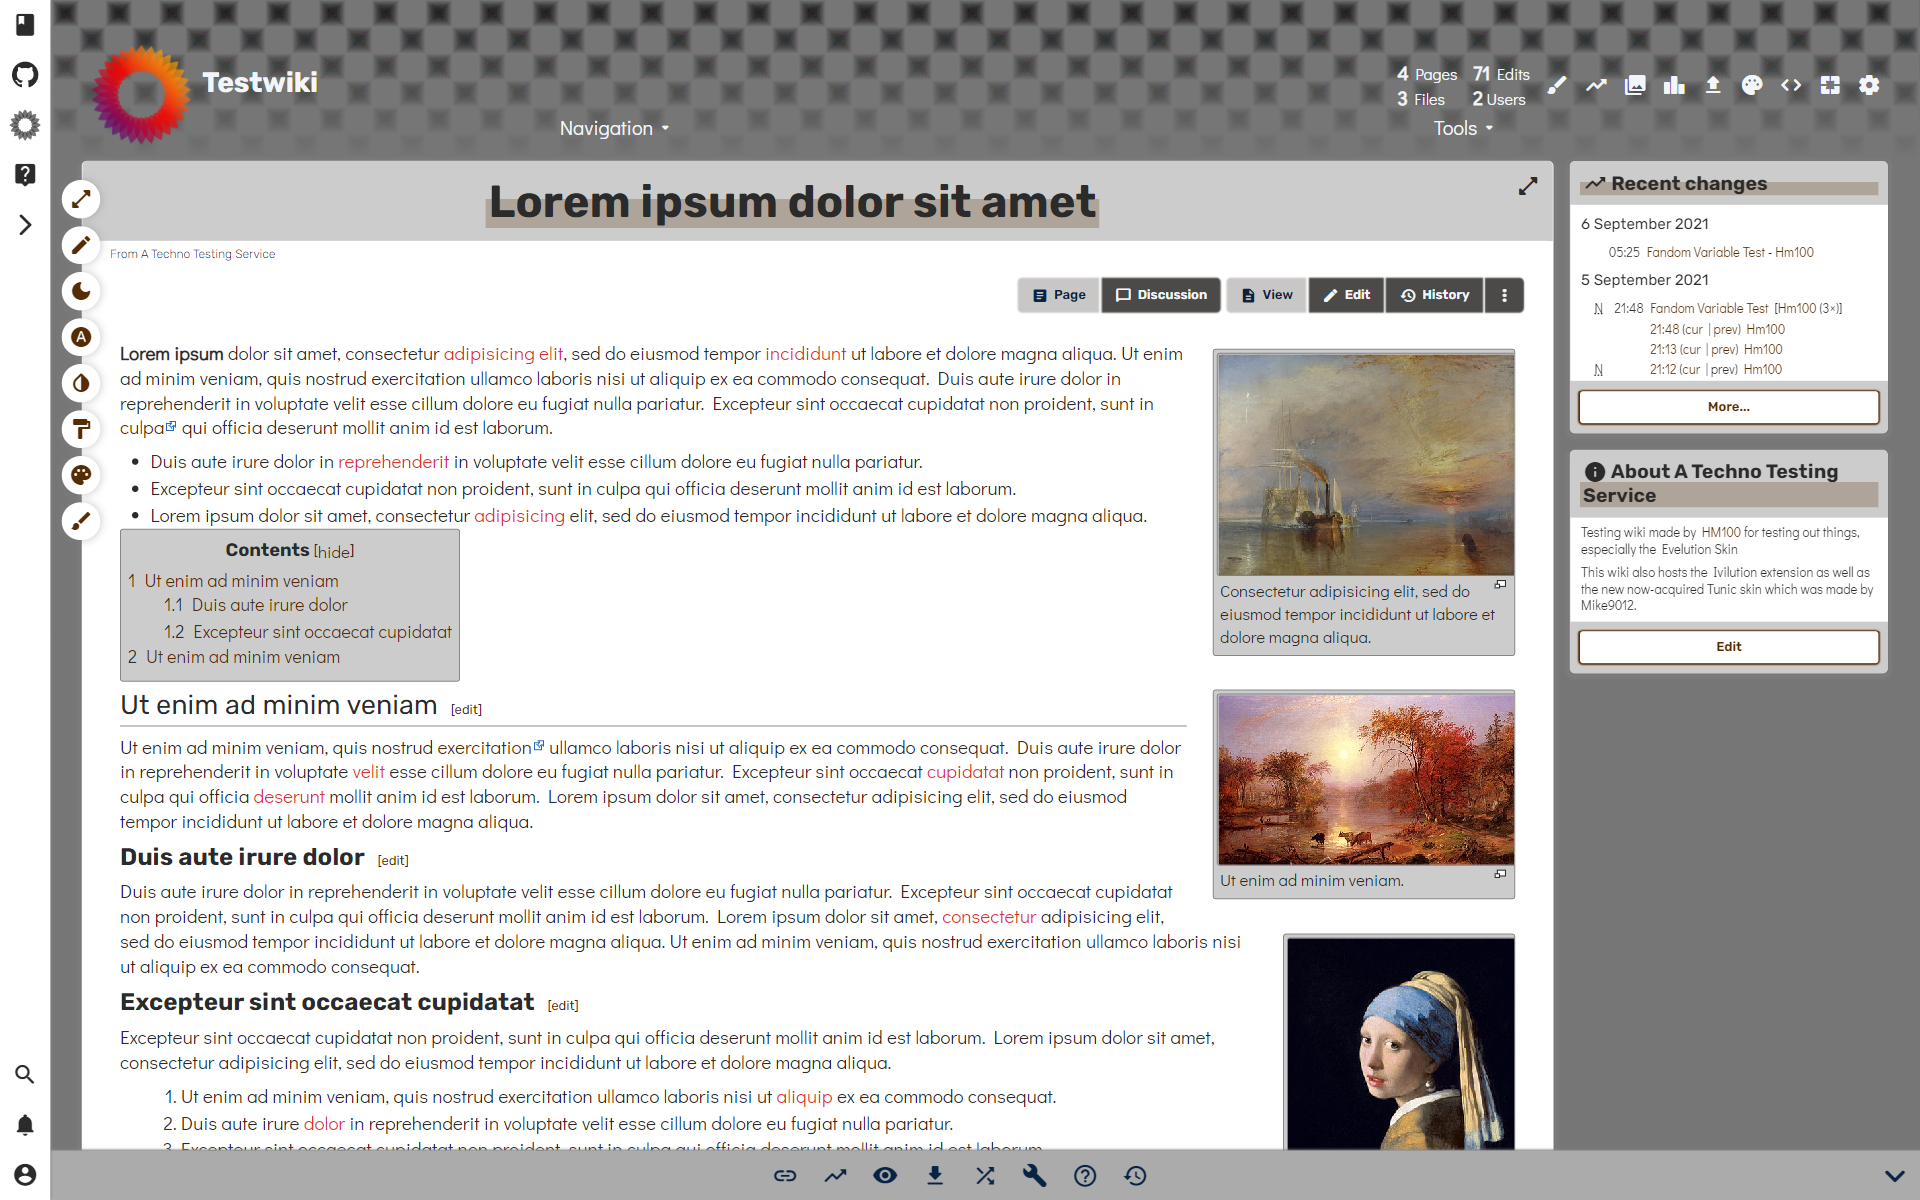 Testwiki
4 Pages 71 Edits
3 Files 2 Users
Navigation
Tools
Lorem ipsum dolor sit amet
From A Techno Testing Service
Page Discussion View Edit History
Lorem ipsum dolor sit amet, consectetur adipisicing elit, sed do eiusmod tempor incididunt ut labore et dolore magna aliqua. Ut enim
ad minim veniam, quis nostrud exercitation ullamco laboris nisi ut aliquip ex ea commodo consequat. Duis aute irure dolor in
reprehenderit in voluptate velit esse cillum dolore eu fugiat nulla pariatur. Excepteur sint occaecat cupidatat non proident, sunt in
culpa qui officia deserunt mollit anim id est laborum.
• Duis aute irure dolor in reprehenderit in voluptate velit esse cillum dolore eu fugiat nulla pariatur.
• Excepteur sint occaecat cupidatat non proident, sunt in culpa qui officia deserunt mollit anim id est laborum.
• Lorem ipsum dolor sit amet, consectetur adipisicing elit, sed do eiusmod tempor incididunt ut labore et dolore magna aliqua.
Contents [hide]
1 Ut enim ad minim veniam
1.1 Duis aute irure dolor
1.2 Excepteur sint occaecat cupidatat
2 Ut enim ad minim veniam
Consectetur adipisicing elit, sed do
eiusmod tempor incididunt ut labore et
dolore magna aliqua.
Ut enim ad minim veniam [edit]
Ut enim ad minim veniam, quis nostrud exercitation ullamco laboris nisi ut aliquip ex ea commodo consequat. Duis aute irure dolor
in reprehenderit in voluptate velit esse cillum dolore eu fugiat nulla pariatur. Excepteur sint occaecat cupidatat non proident, sunt in
culpa qui officia deserunt mollit anim id est laborum. Lorem ipsum dolor sit amet, consectetur adipisicing elit, sed do eiusmod
tempor incididunt ut labore et dolore magna aliqua.
Ut enim ad minim veniam.
Duis aute irure dolor [edit]
Duis aute irure dolor in reprehenderit in voluptate velit esse cillum dolore eu fugiat nulla pariatur. Excepteur sint occaecat cupidatat
non proident, sunt in culpa qui officia deserunt mollit anim id est laborum. Lorem ipsum dolor sit amet, consectetur adipisicing elit,
sed do eiusmod tempor incididunt ut labore et dolore magna aliqua. Ut enim ad minim veniam, quis nostrud exercitation ullamco laboris nisi
ut aliquip ex ea commodo consequat.
Excepteur sint occaecat cupidatat [edit]
Excepteur sint occaecat cupidatat non proident, sunt in culpa qui officia deserunt mollit anim id est laborum. Lorem ipsum dolor sit amet,
consectetur adipisicing elit, sed do eiusmod tempor incididunt ut labore et dolore magna aliqua.
1. Ut enim ad minim veniam, quis nostrud exercitation ullamco laboris nisi ut aliquip ex ea commodo consequat.
2. Duis aute irure dolor in reprehenderit in voluptate velit esse cillum dolore eu fugiat nulla pariatur.
3. Excepteur sint occaecat cupidatat non proident, sunt in culpa qui officia deserunt mollit anim id est laborum.
Recent changes
6 September 2021
05:25 Fandom Variable Test - Hm100
5 September 2021
N 21:48 Fandom Variable Test [Hm100 (3×)]
21:48 (cur | prev) Hm100
21:13 (cur | prev) Hm100
N 21:12 (cur | prev) Hm100
More...
About A Techno Testing
Service
Testing wiki made by HM100 for testing out things,
especially the Evelution Skin
This wiki also hosts the Ivilution extension as well as
the new now-acquired Tunic skin which was made by
Mike9012.
Edit